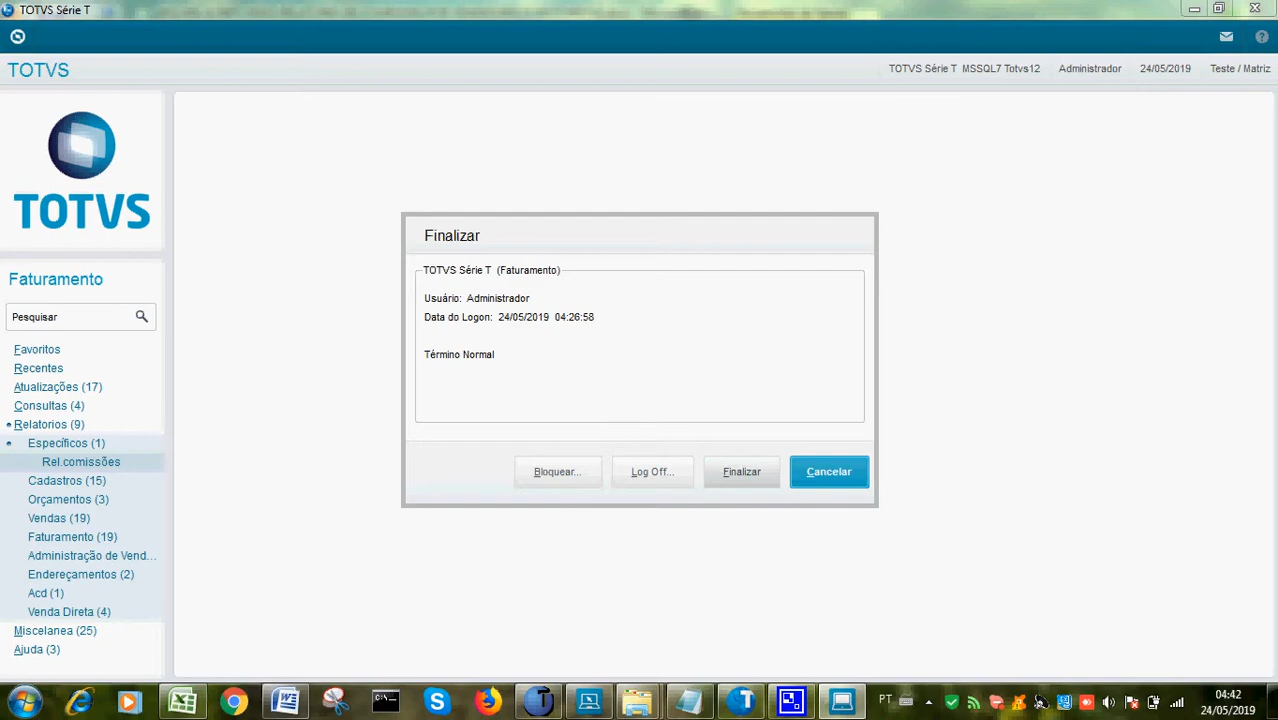 TOTVS Série T
TOTVS
TOTVS Série T MSSQL7 Totvs12 Administrador 24/05/2019 Teste / Matriz
TOTVS
Faturamento
Pesquisar
Favoritos
Recentes
Atualizações (17)
Consultas (4)
Relatorios (9)
Específicos (1)
Rel.comissões
Cadastros (15)
Orçamentos (3)
Vendas (19)
Faturamento (19)
Administração de Vend...
Endereçamentos (2)
Acd (1)
Venda Direta (4)
Miscelanea (25)
Ajuda (3)
Finalizar
TOTVS Série T (Faturamento)
Usuário: Administrador
Data do Logon: 24/05/2019 04:26:58
Término Normal
Bloquear... Log Off... Finalizar Cancelar
PT
04:42
24/05/2019